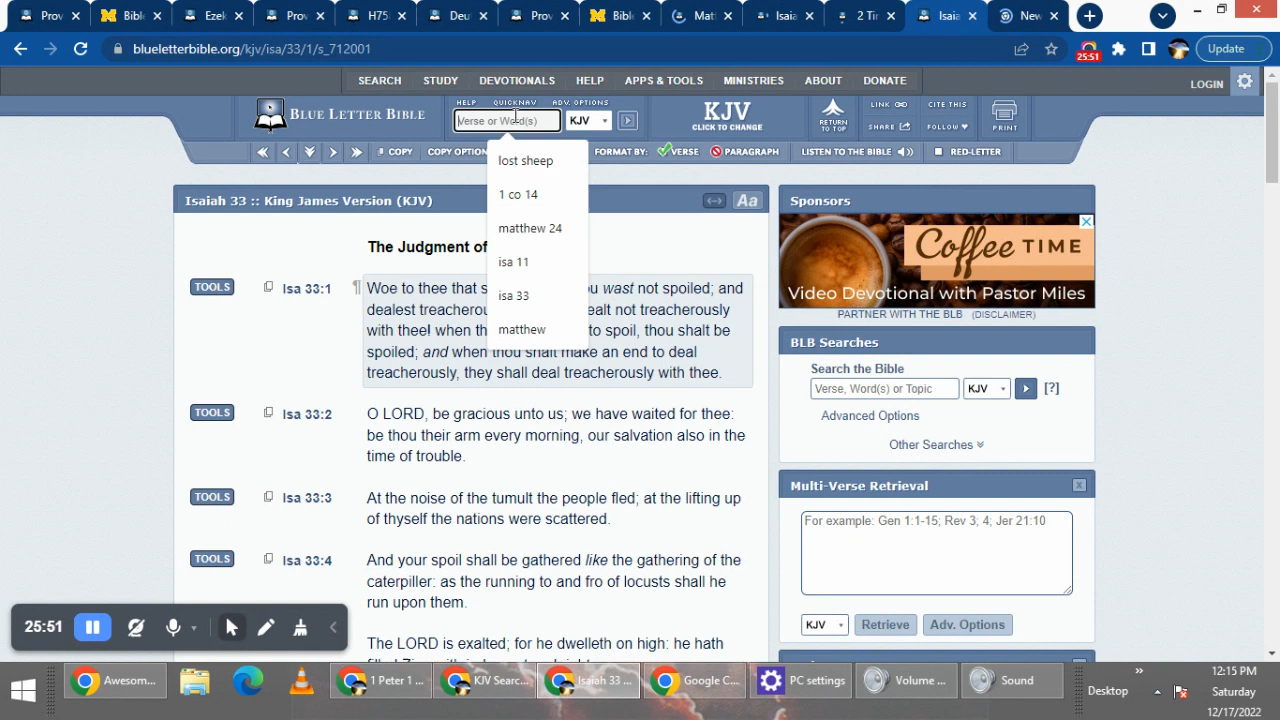 Prov
Bible
Ezek
Prov
H75
Deu
Prov
Bible
Mat
Isaia
2 Tir
Isaia
New
blueletterbible.org/kjv/isa/33/1/s_712001
25:51
Update
SEARCH STUDY DEVOTIONALS HELP APPS & TOOLS MINISTRIES ABOUT DONATE
LOGIN
BLUE LETTER BIBLE
HELP QUICKNAV ADV. OPTIONS
Verse or Word(s) KJV
KJV
CLICK TO CHANGE
RETURN
TO TOP
LINK CITE THIS
SHARE FOLLOW
PRINT
COPY COPY OPTION FORMAT BY: VERSE PARAGRAPH LISTEN TO THE BIBLE RED-LETTER
lost sheep
1 co 14
matthew 24
isa 11
isa 33
matthew
Isaiah 33 :: King James Version (KJV)
Aa
The Judgment of
TOOLS Isa 33:1 ¶ Woe to thee that s u wast not spoiled; and
dealest treacherou ealt not treacherously
with thee! when th to spoil, thou shalt be
spoiled; and when thou shalt make an end to deal
treacherously, they shall deal treacherously with thee.
TOOLS Isa 33:2 O LORD, be gracious unto us; we have waited for thee:
be thou their arm every morning, our salvation also in the
time of trouble.
TOOLS Isa 33:3 At the noise of the tumult the people fled; at the lifting up
of thyself the nations were scattered.
TOOLS Isa 33:4 And your spoil shall be gathered like the gathering of the
caterpiller: as the running to and fro of locusts shall he
run upon them.
The LORD is exalted; for he dwelleth on high: he hath
Sponsors
Coffee TIME
Video Devotional with Pastor Miles
PARTNER WITH THE BLB (DISCLAIMER)
BLB Searches
Search the Bible
Verse, Word(s) or Topic KJV [?]
Advanced Options
Other Searches
Multi-Verse Retrieval
For example: Gen 1:1-15; Rev 3; 4; Jer 21:10
KJV Retrieve Adv. Options
25:51
Awesom...
1 Peter 1 ...
KJV Searc...
Isaiah 33 ...
Google C...
PC settings
Volume ...
Sound
Desktop
12:15 PM
Saturday
12/17/2022